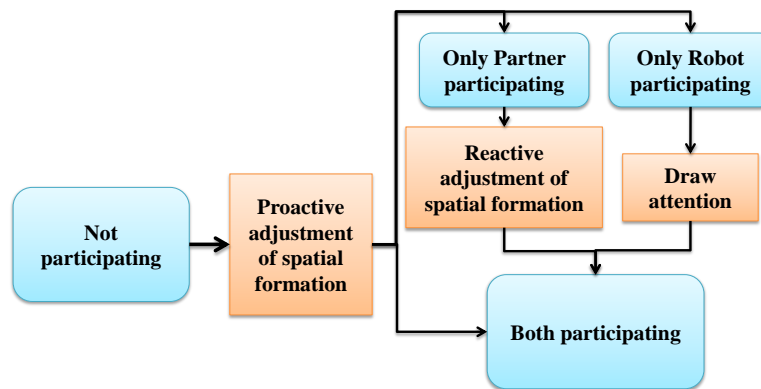 Only Partner
participating
Only Robot
participating
Reactive
adjustment of
spatial formation
Draw
attention
Not
participating
Proactive
adjustment
of spatial
formation
Both participating